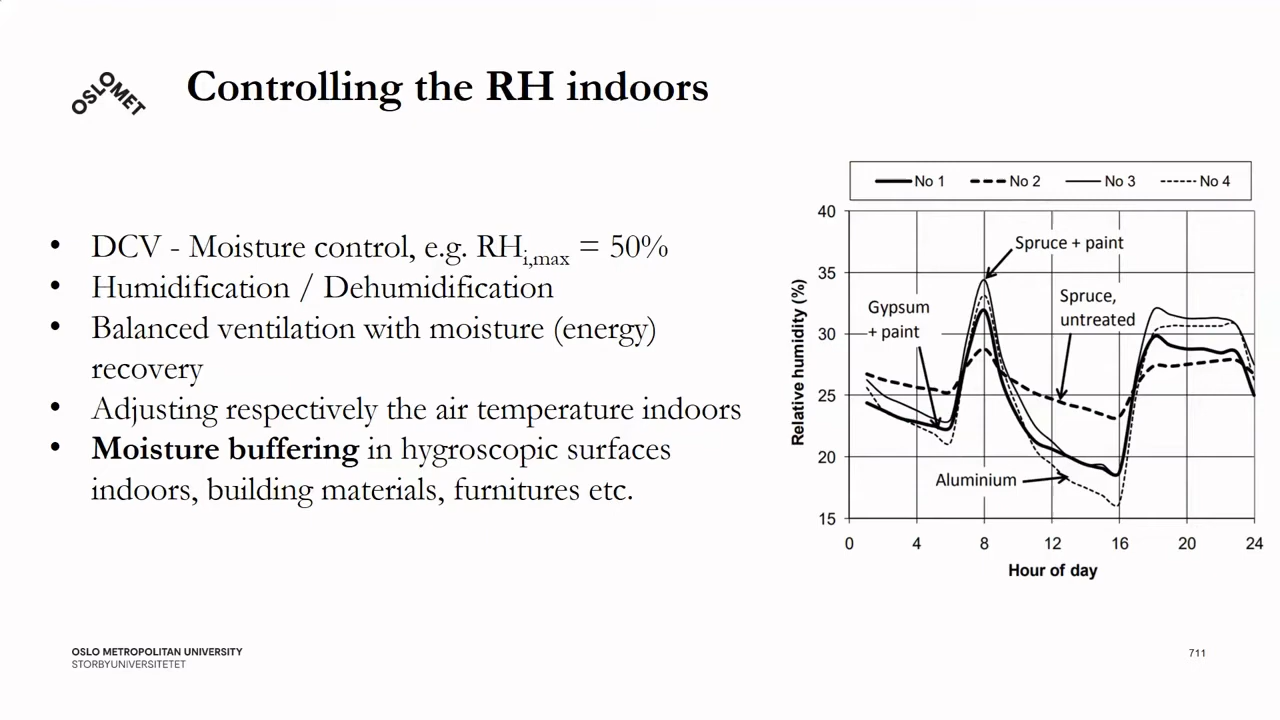 OSLOMET
Controlling the RH indoors
• DCV - Moisture control, e.g. RHi,max = 50%
• Humidification / Dehumidification
• Balanced ventilation with moisture (energy)
recovery
• Adjusting respectively the air temperature indoors
• Moisture buffering in hygroscopic surfaces
indoors, building materials, furnitures etc.
No 1 No 2 No 3 No 4
40
35
30
25
20
15
Relative humidity (%)
Spruce + paint
Gypsum
+ paint
Spruce,
untreated
Aluminium
0 4 8 12 16 20 24
Hour of day
OSLO METROPOLITAN UNIVERSITY
STORBYUNIVERSITETET
711